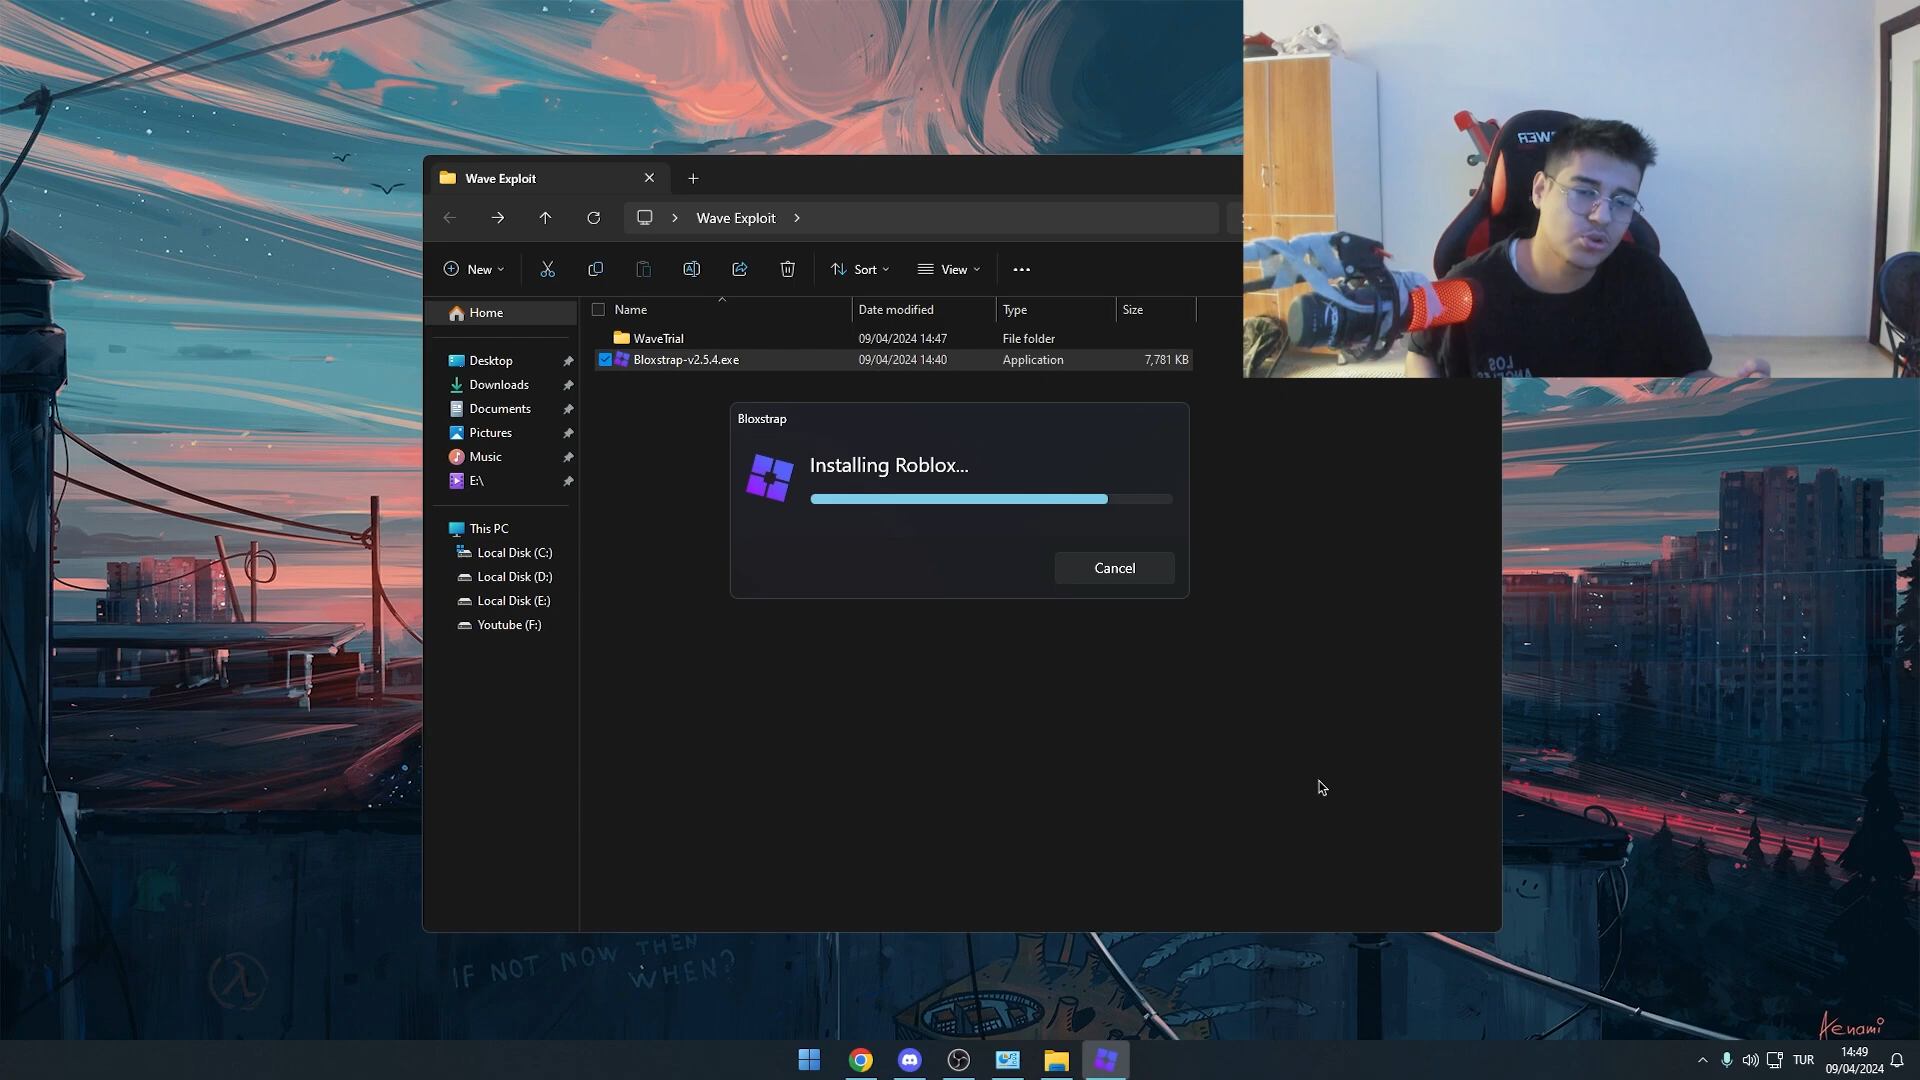 Wave Exploit
Wave Exploit
New
Sort
View
Home
Desktop
Downloads
Documents
Pictures
Music
E:\
This PC
Local Disk (C:)
Local Disk (D:)
Local Disk (E:)
Youtube (F:)
Name
Date modified
Type
Size
WaveTrial
09/04/2024 14:47
File folder
Bloxstrap-v2.5.4.exe
09/04/2024 14:40
Application
7,781 KB
Bloxstrap
Installing Roblox...
Cancel
LOS
ANGELES
IF NOT NOW THEN
WHEN?
Aenami
TUR
14:49
09/04/2024